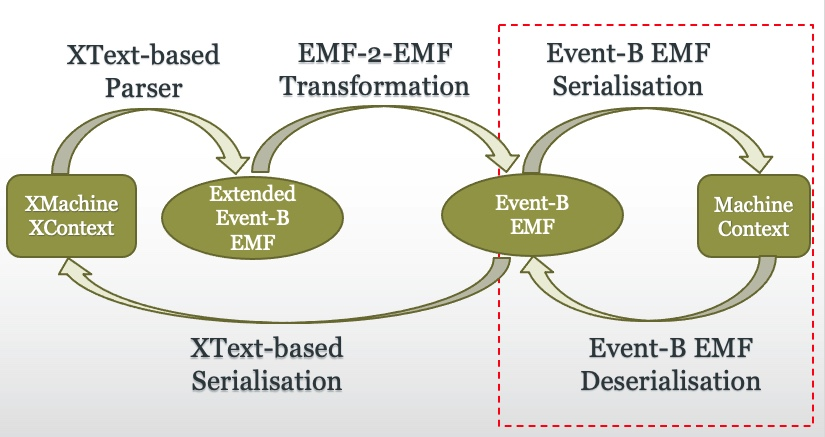 XText-based
Parser
EMF-2-EMF
Transformation
Event-B EMF
Serialisation
XMachine
XContext
Extended
Event-B
EMF
Event-B
EMF
Machine
Context
XText-based
Serialisation
Event-B EMF
Deserialisation